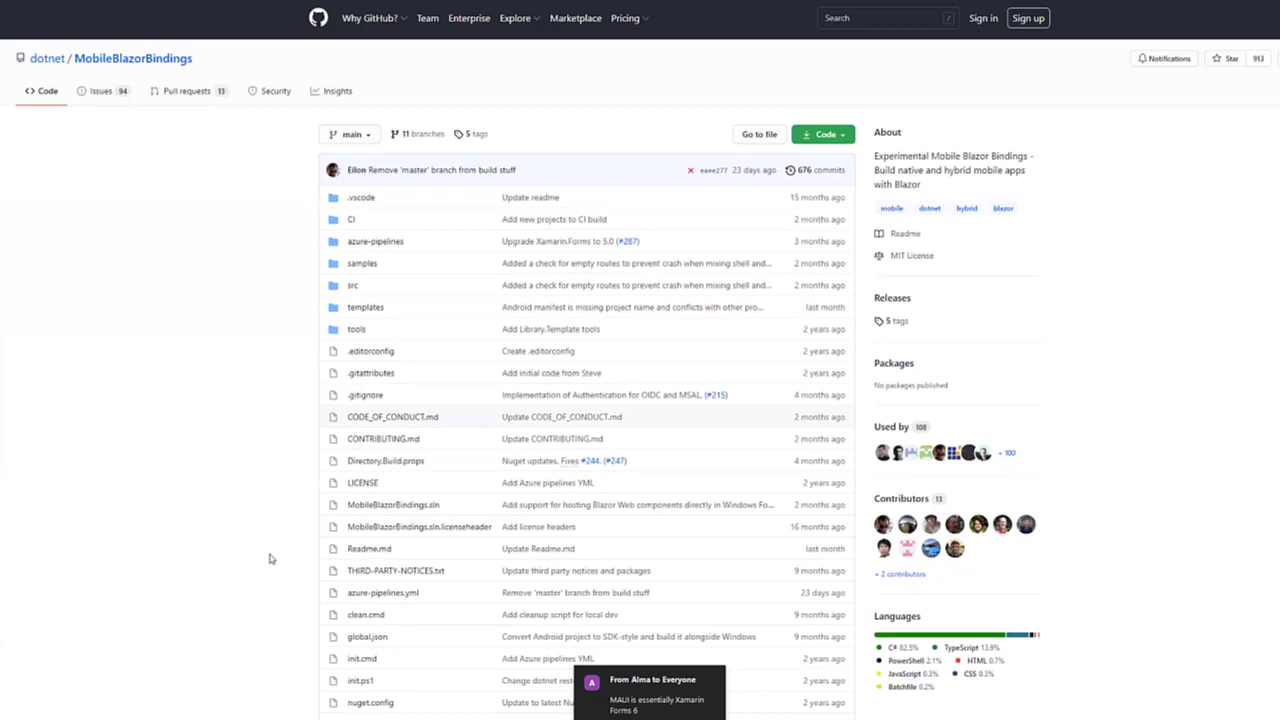 Why GitHub? Team Enterprise Explore Marketplace Pricing Search / Sign in Sign up
dotnet / MobileBlazorBindings Notifications Star 913
Code Issues 94 Pull requests 13 Security Insights
main 11 branches 5 tags Go to file Code
Eilon Remove 'master' branch from build stuff eaee277 23 days ago 676 commits
.vscode Update readme 15 months ago
CI Add new projects to CI build 2 months ago
azure-pipelines Upgrade Xamarin.Forms to 5.0 (#287) 3 months ago
samples Added a check for empty routes to prevent crash when mixing shell and... 2 months ago
src Added a check for empty routes to prevent crash when mixing shell and... 2 months ago
templates Android manifest is missing project name and conflicts with other pro... last month
tools Add Library.Template tools 2 years ago
.editorconfig Create .editorconfig 2 years ago
.gitattributes Add initial code from Steve 2 years ago
.gitignore Implementation of Authentication for OIDC and MSAL. (#215) 4 months ago
CODE_OF_CONDUCT.md Update CODE_OF_CONDUCT.md 2 months ago
CONTRIBUTING.md Update CONTRIBUTING.md 2 months ago
Directory.Build.props Nuget updates. Fixes #244. (#247) 4 months ago
LICENSE Add Azure pipelines YML 2 years ago
MobileBlazorBindings.sln Add support for hosting Blazor Web components directly in Windows Fo... 2 months ago
MobileBlazorBindings.sln.licenseheader Add license headers 16 months ago
Readme.md Update Readme.md last month
THIRD-PARTY-NOTICES.txt Update third party notices and packages 9 months ago
azure-pipelines.yml Remove 'master' branch from build stuff 23 days ago
clean.cmd Add cleanup script for local dev 9 months ago
global.json Convert Android project to SDK-style and build it alongside Windows 9 months ago
init.cmd Add Azure pipelines YML 2 years ago
init.ps1 Change dotnet 2 years ago
nuget.config Update to latest 2 years ago
About
Experimental Mobile Blazor Bindings -
Build native and hybrid mobile apps
with Blazor
mobile dotnet hybrid blazor
Readme
MIT License
Releases
5 tags
Packages
No packages published
Used by 108
+ 100
Contributors 13
+ 2 contributors
Languages
C# 82.5% TypeScript 13.9%
PowerShell 2.1% HTML 0.7%
JavaScript 0.3% CSS 0.2%
Batchfile 0.2%
A From Alma to Everyone
MAUI is essentially Xamarin
Forms 6